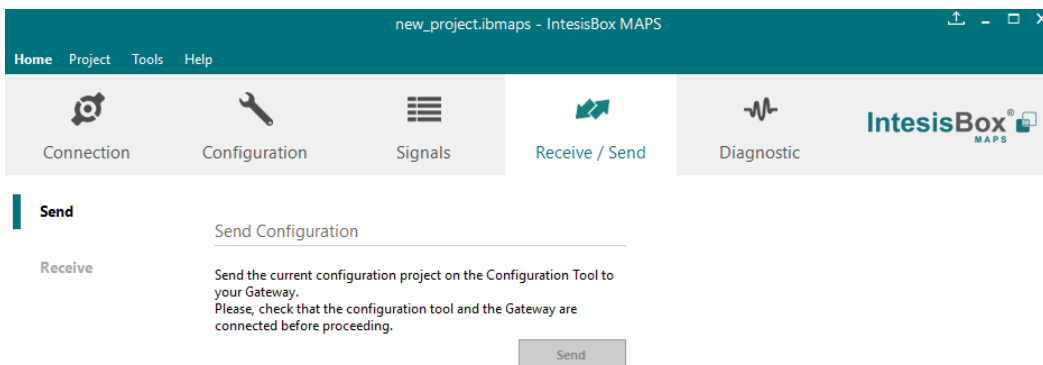 new_project.ibmaps - IntesisBox MAPS
Home Project Tools Help
Connection Configuration Signals Receive / Send Diagnostic
IntesisBox®
MAPS
Send
Send Configuration
Receive
Send the current configuration project on the Configuration Tool to
your Gateway.
Please, check that the configuration tool and the Gateway are
connected before proceeding.
Send